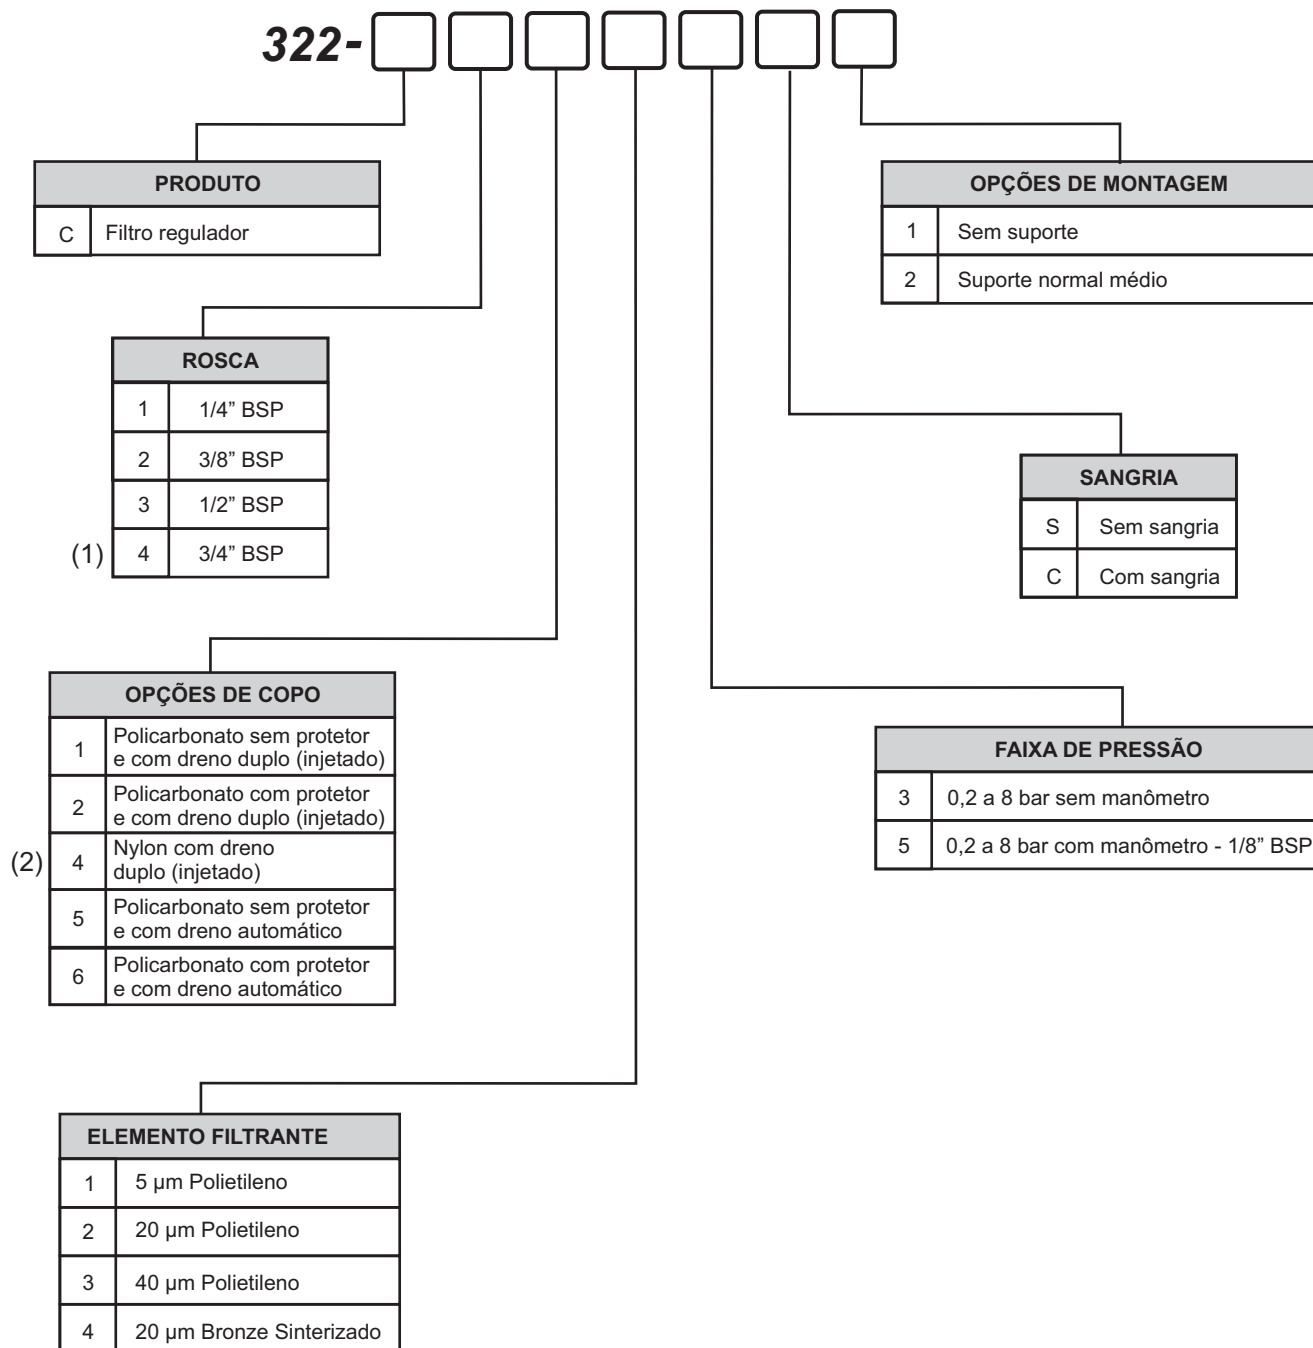 322-
PRODUTO
C Filtro regulador
OPÇÕES DE MONTAGEM
1 Sem suporte
2 Suporte normal médio
ROSCA
1 1/4” BSP
2 3/8” BSP
3 1/2” BSP
(1) 4 3/4” BSP
SANGRIA
S Sem sangria
C Com sangria
OPÇÕES DE COPO
1 Policarbonato sem protetor
e com dreno duplo (injetado)
2 Policarbonato com protetor
e com dreno duplo (injetado)
(2) 4 Nylon com dreno
duplo (injetado)
5 Policarbonato sem protetor
e com dreno automático
6 Policarbonato com protetor
e com dreno automático
FAIXA DE PRESSÃO
3 0,2 a 8 bar sem manômetro
5 0,2 a 8 bar com manômetro - 1/8” BSP
ELEMENTO FILTRANTE
1 5 µm Polietileno
2 20 µm Polietileno
3 40 µm Polietileno
4 20 µm Bronze Sinterizado